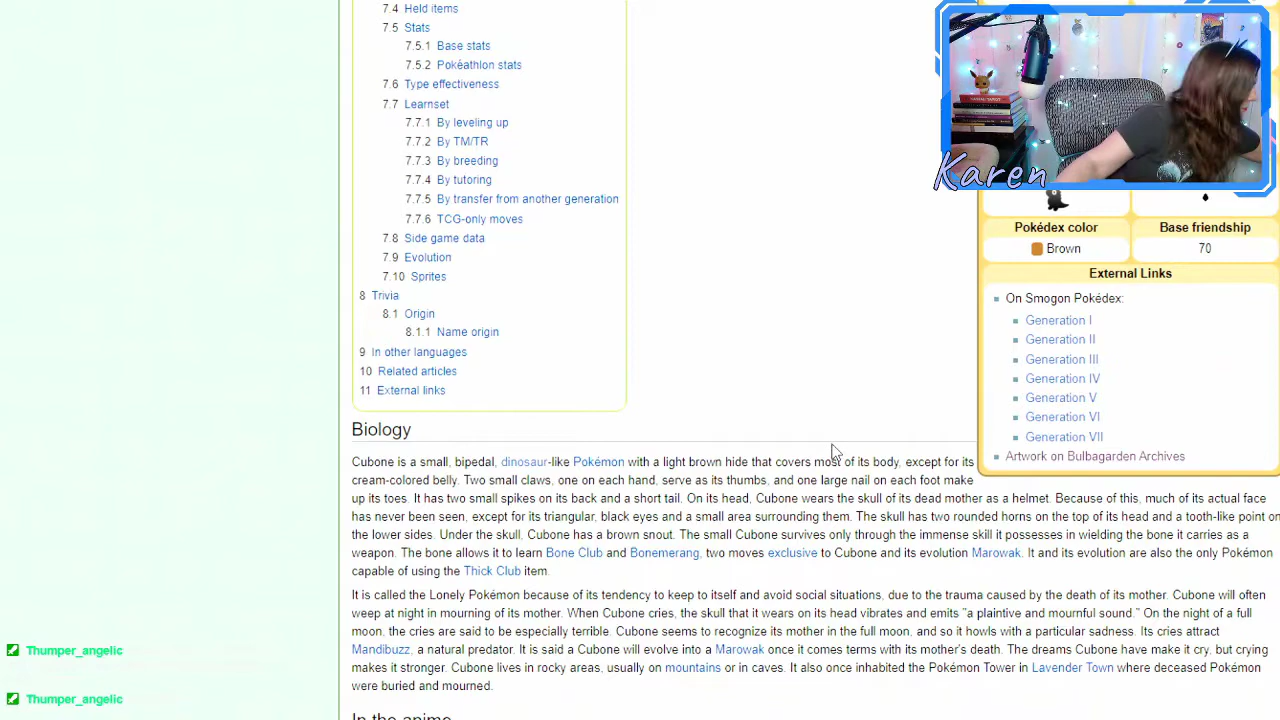 7.4 Held items
7.5 Stats
7.5.1 Base stats
7.5.2 Pokéathlon stats
7.6 Type effectiveness
7.7 Learnset
7.7.1 By leveling up
7.7.2 By TM/TR
7.7.3 By breeding
7.7.4 By tutoring
7.7.5 By transfer from another generation
7.7.6 TCG-only moves
7.8 Side game data
7.9 Evolution
7.10 Sprites
8 Trivia
8.1 Origin
8.1.1 Name origin
9 In other languages
10 Related articles
11 External links
Karen
Pokédex color
Base friendship
Brown
70
External Links
On Smogon Pokédex:
Generation I
Generation II
Generation III
Generation IV
Generation V
Generation VI
Generation VII
Artwork on Bulbagarden Archives
Biology
Cubone is a small, bipedal, dinosaur-like Pokémon with a light brown hide that covers most of its body, except for its
cream-colored belly. Two small claws, one on each hand, serve as its thumbs, and one large nail on each foot make
up its toes. It has two small spikes on its back and a short tail. On its head, Cubone wears the skull of its dead mother as a helmet. Because of this, much of its actual face
has never been seen, except for its triangular, black eyes and a small area surrounding them. The skull has two rounded horns on the top of its head and a tooth-like point on
the lower sides. Under the skull, Cubone has a brown snout. The small Cubone survives only through the immense skill it possesses in wielding the bone it carries as a
weapon. The bone allows it to learn Bone Club and Bonemerang, two moves exclusive to Cubone and its evolution Marowak. It and its evolution are also the only Pokémon
capable of using the Thick Club item.
It is called the Lonely Pokémon because of its tendency to keep to itself and avoid social situations, due to the trauma caused by the death of its mother. Cubone will often
weep at night in mourning of its mother. When Cubone cries, the skull that it wears on its head vibrates and emits "a plaintive and mournful sound." On the night of a full
moon, the cries are said to be especially terrible. Cubone seems to recognize its mother in the full moon, and so it howls with a particular sadness. Its cries attract
Mandibuzz, a natural predator. It is said a Cubone will evolve into a Marowak once it comes terms with its mother's death. The dreams Cubone have make it cry, but crying
makes it stronger. Cubone lives in rocky areas, usually on mountains or in caves. It also once inhabited the Pokémon Tower in Lavender Town where deceased Pokémon
were buried and mourned.
In the anime
Thumper_angelic
Thumper_angelic